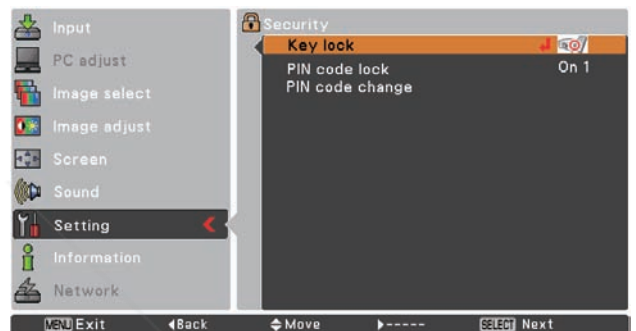 Input
PC adjust
Image select
Image adjust
Screen
Sound
Setting
Information
Network
Security
Key lock
PIN code lock On 1
PIN code change
MENU Exit Back Move ----- SELECT Next